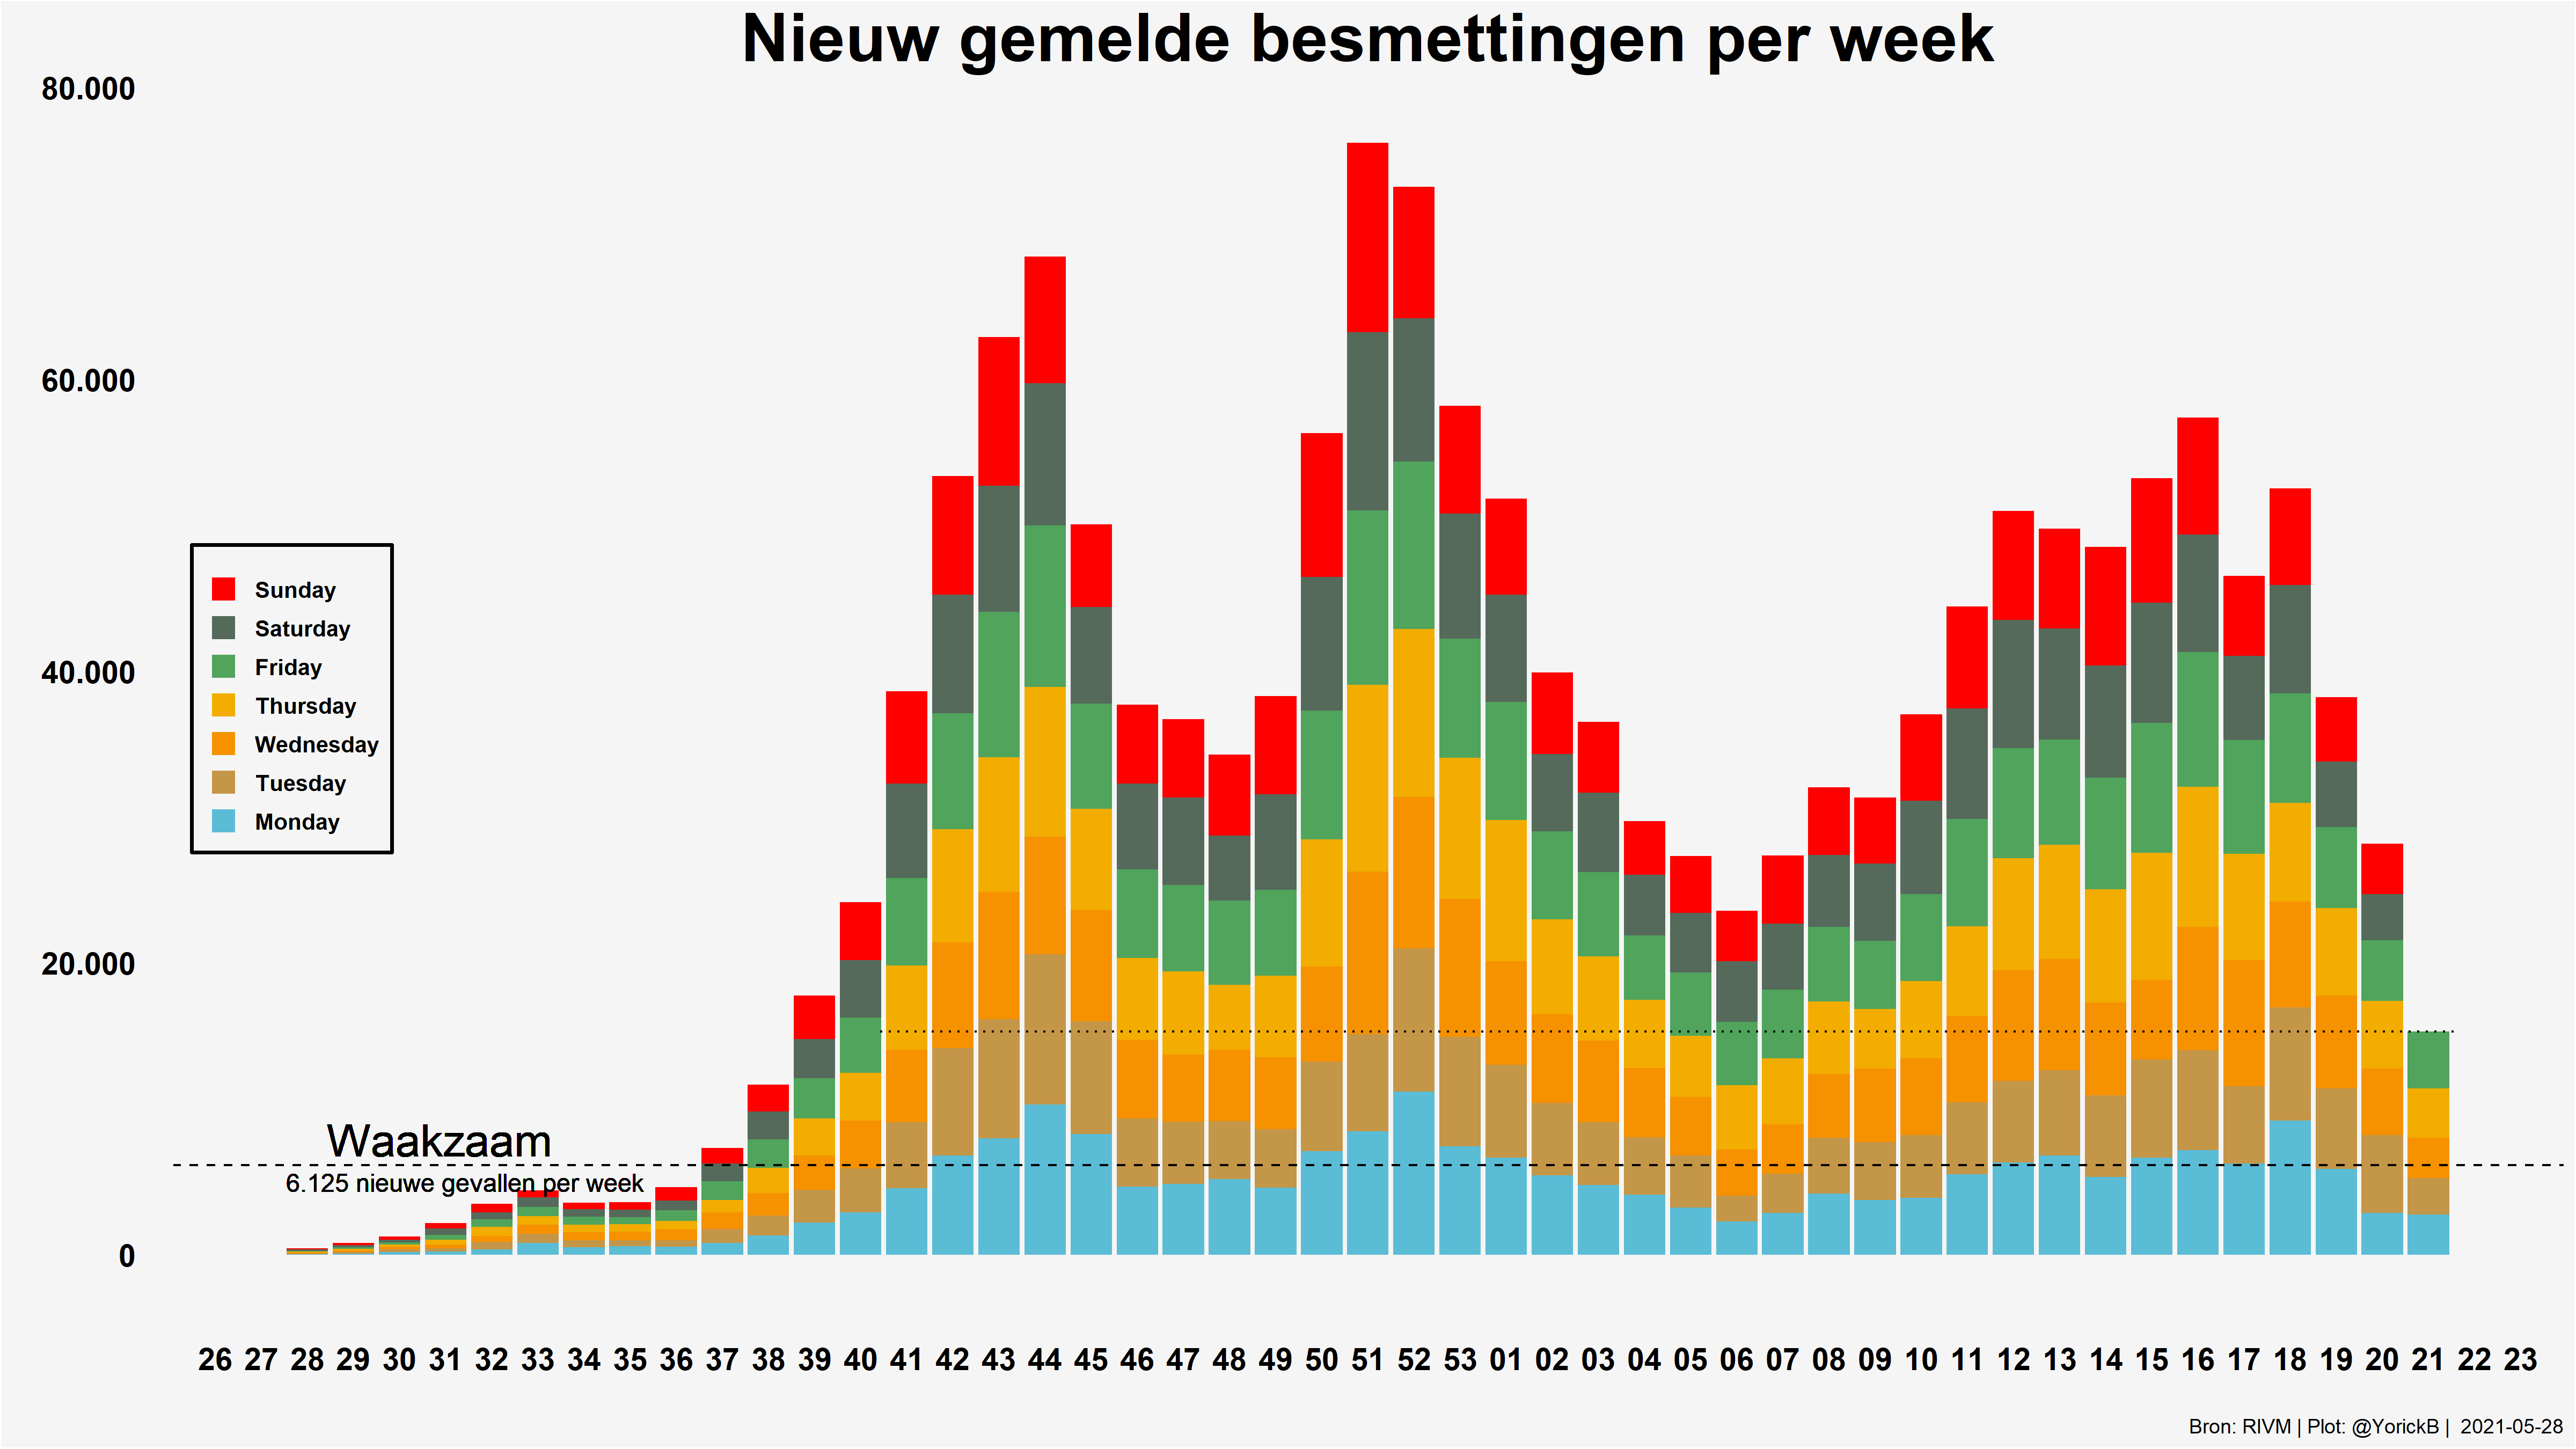 Nieuw gemelde besmettingen per week
80.000
60.000
40.000
20.000
0
Sunday
Saturday
Friday
Thursday
Wednesday
Tuesday
Monday
Waakzaam
6.125 nieuwe gevallen per week
26 27 28 29 30 31 32 33 34 35 36 37 38 39 40 41 42 43 44 45 46 47 48 49 50 51 52 53 01 02 03 04 05 06 07 08 09 10 11 12 13 14 15 16 17 18 19 20 21 22 23
Bron: RIVM | Plot: @YorickB | 2021-05-28